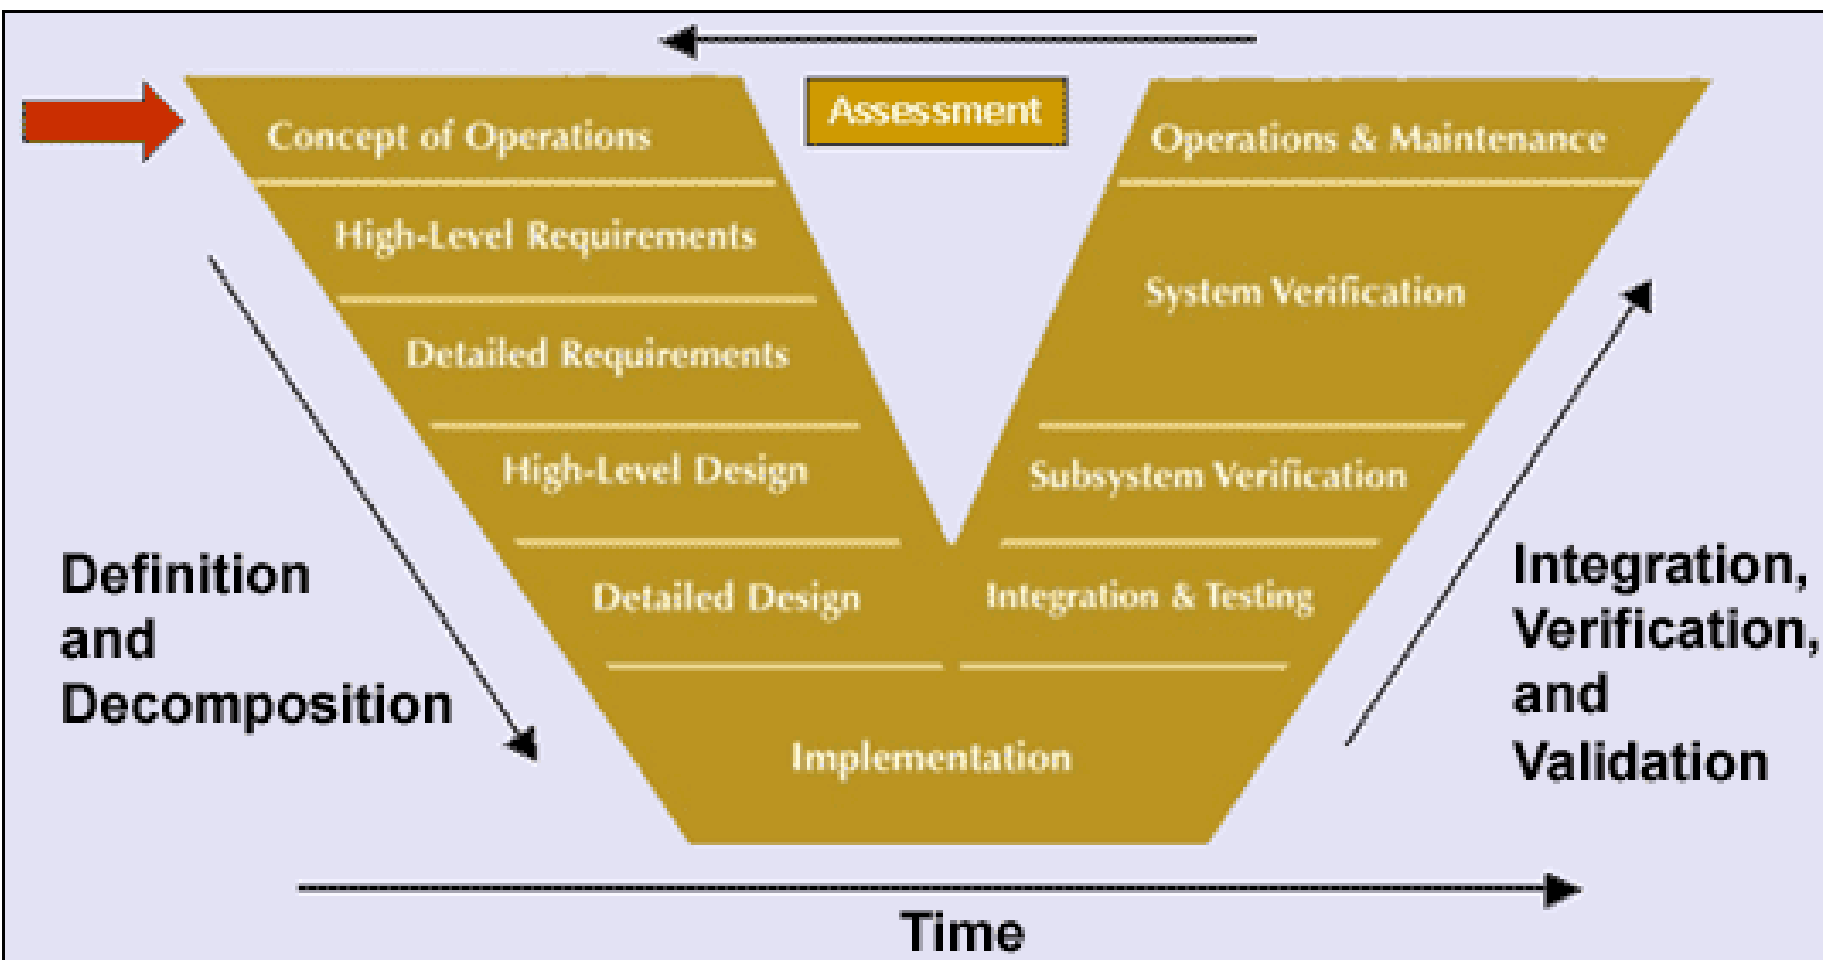 Assessment
Concept of Operations
High-Level Requirements
Detailed Requirements
High-Level Design
Detailed Design
Implementation
Operations & Maintenance
System Verification
Subsystem Verification
Integration & Testing
Definition
and
Decomposition
Integration,
Verification,
and
Validation
Time